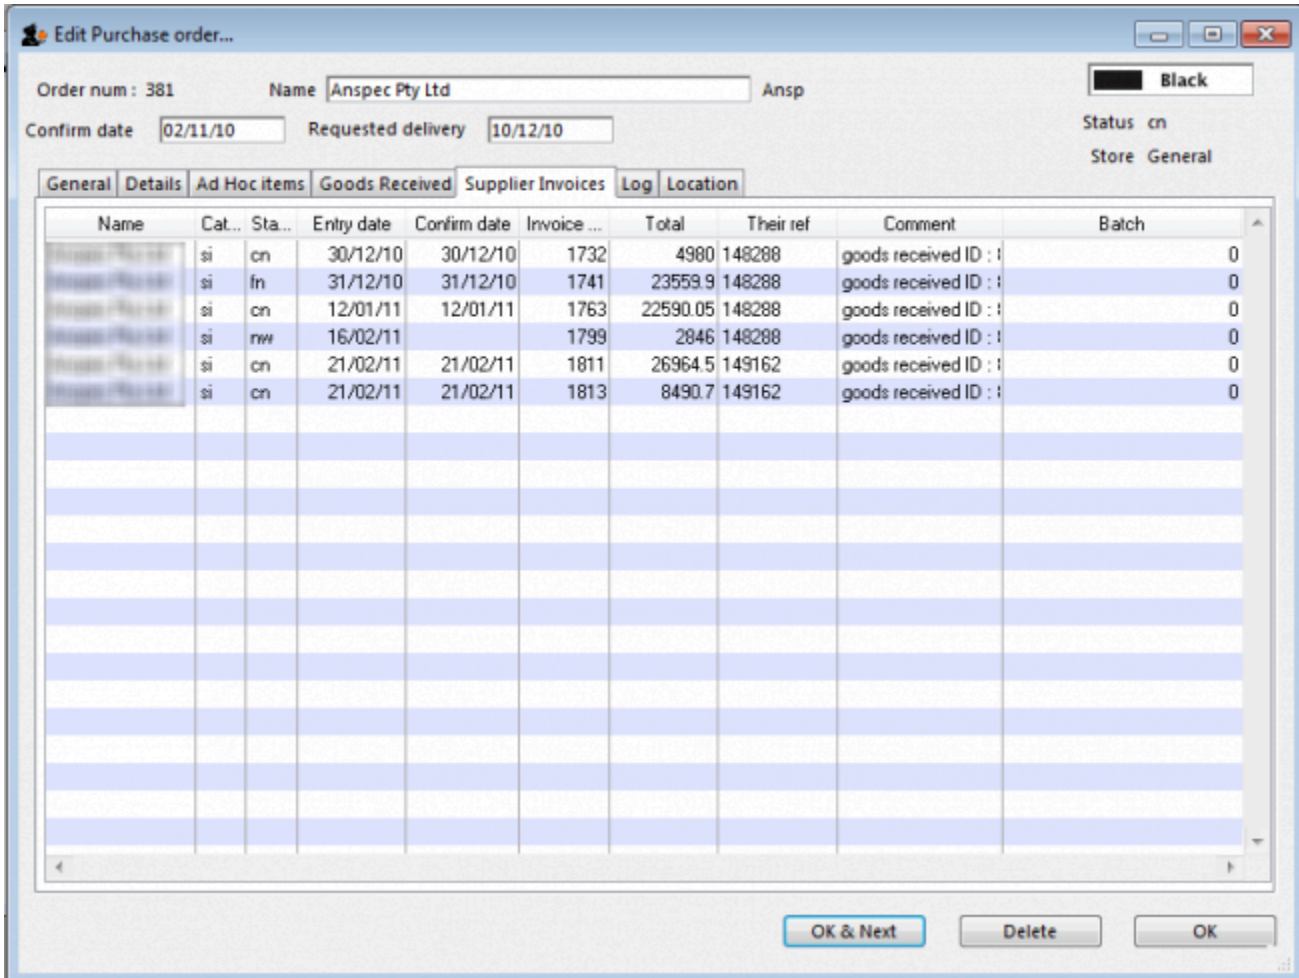 Edit Purchase order...
Order num : 381 Name Anspec Pty Ltd Ansp Black
Confirm date 02/11/10 Requested delivery 10/12/10 Status cn
Store General
General Details Ad Hoc items Goods Received Supplier Invoices Log Location
Name Cat... Sta... Entry date Confirm date Invoice ... Total Their ref Comment Batch
si cn 30/12/10 30/12/10 1732 4980 148288 goods received ID : 0
si fn 31/12/10 31/12/10 1741 23559.9 148288 goods received ID : 0
si cn 12/01/11 12/01/11 1763 22590.05 148288 goods received ID : 0
si nw 16/02/11 1799 2846 148288 goods received ID : 0
si cn 21/02/11 21/02/11 1811 26964.5 149162 goods received ID : 0
si cn 21/02/11 21/02/11 1813 8490.7 149162 goods received ID : 0
OK & Next Delete OK